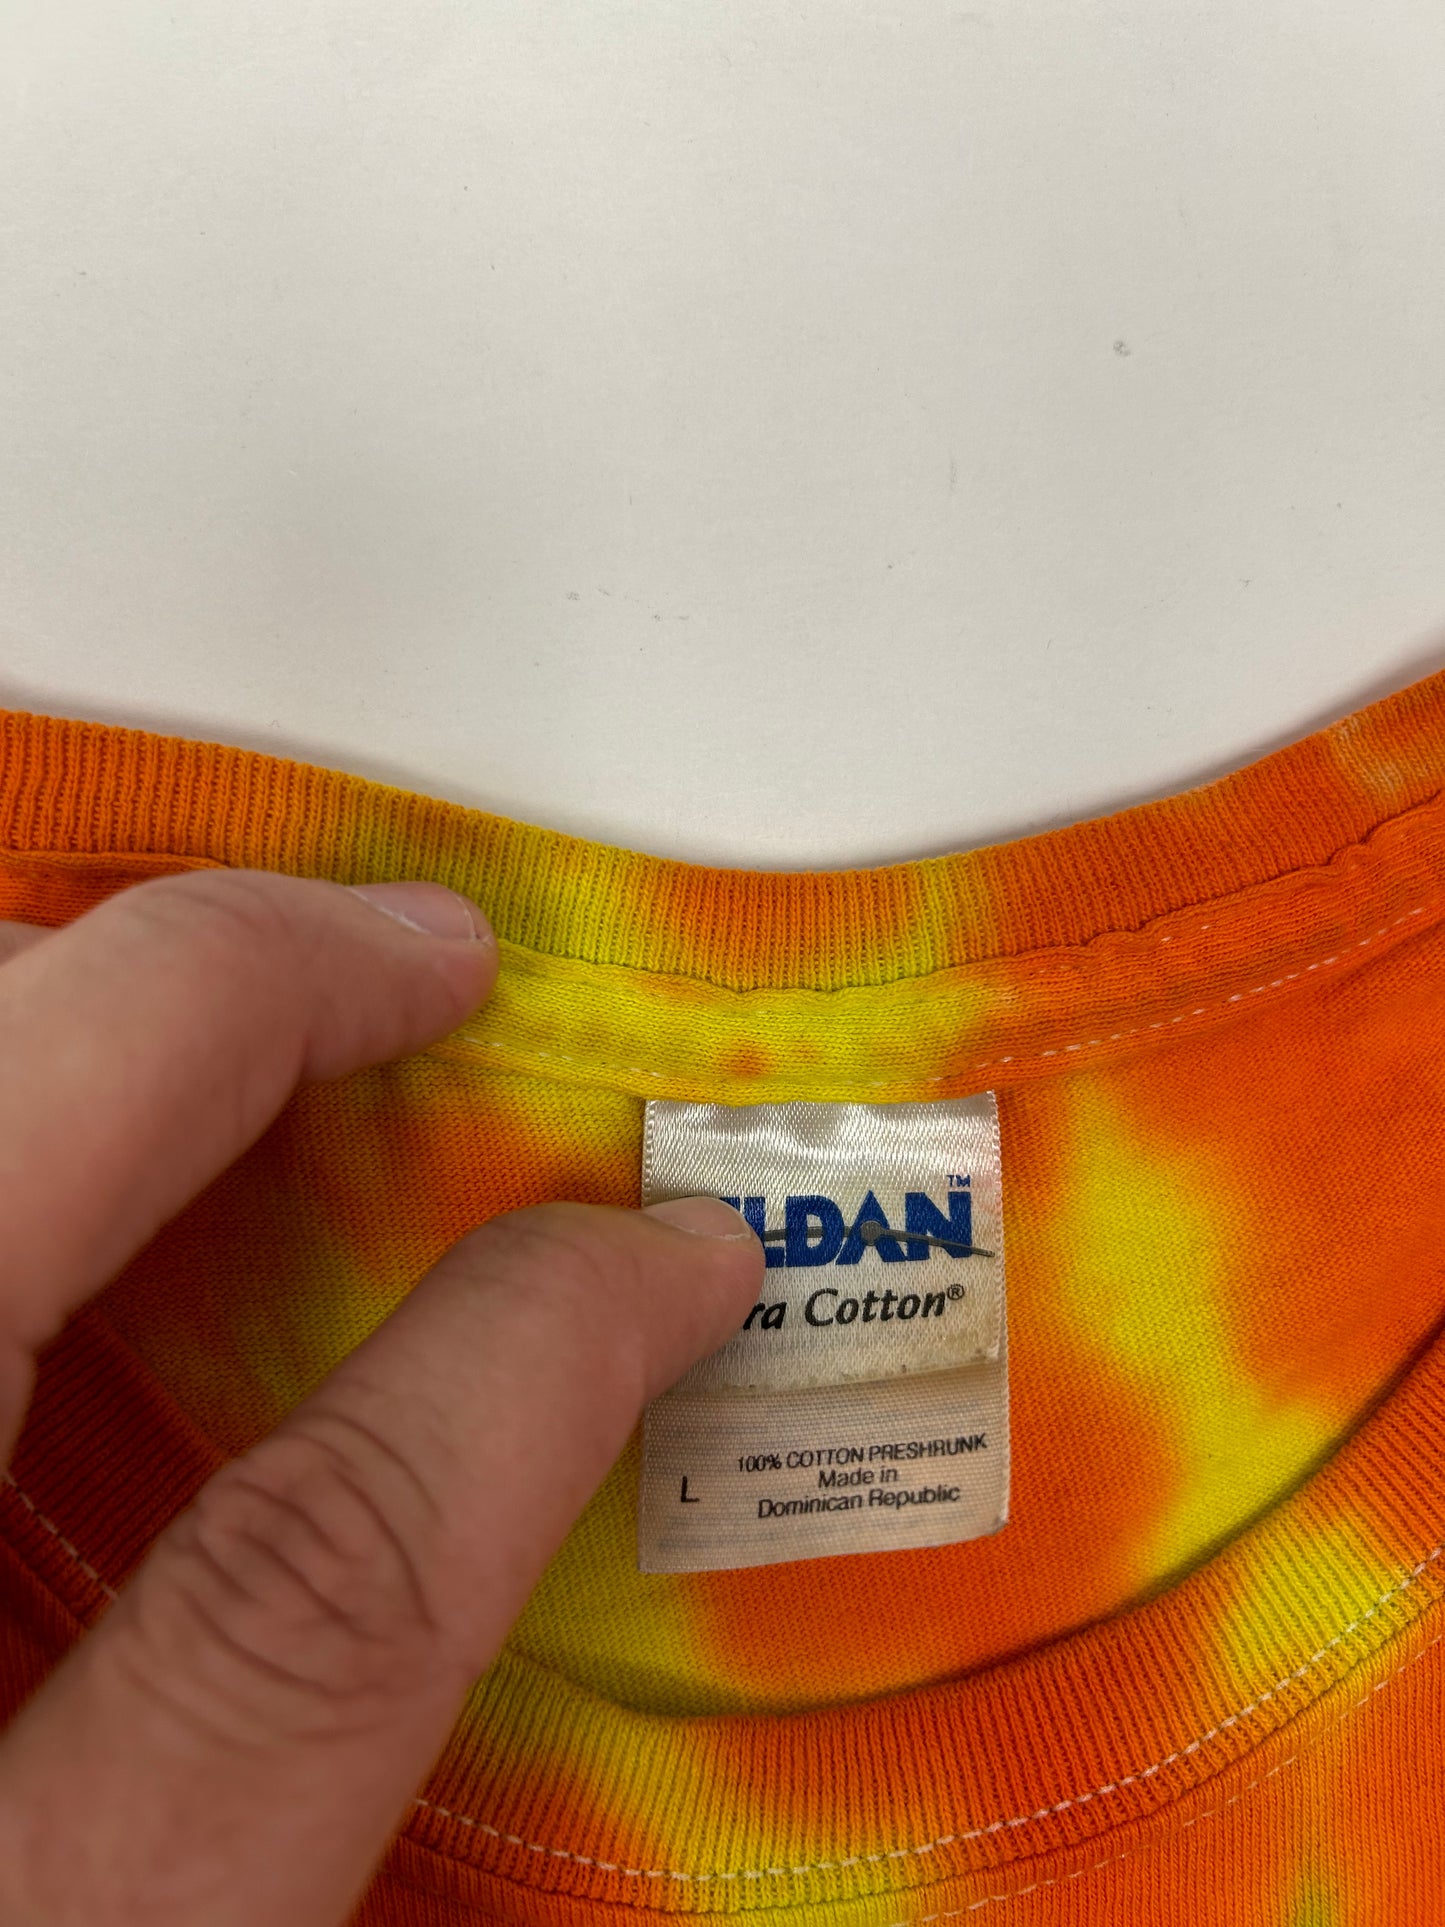 ILDAN™
ra Cotton®
100% COTTON PRESHRUNK
L
Made in
Dominican Republic